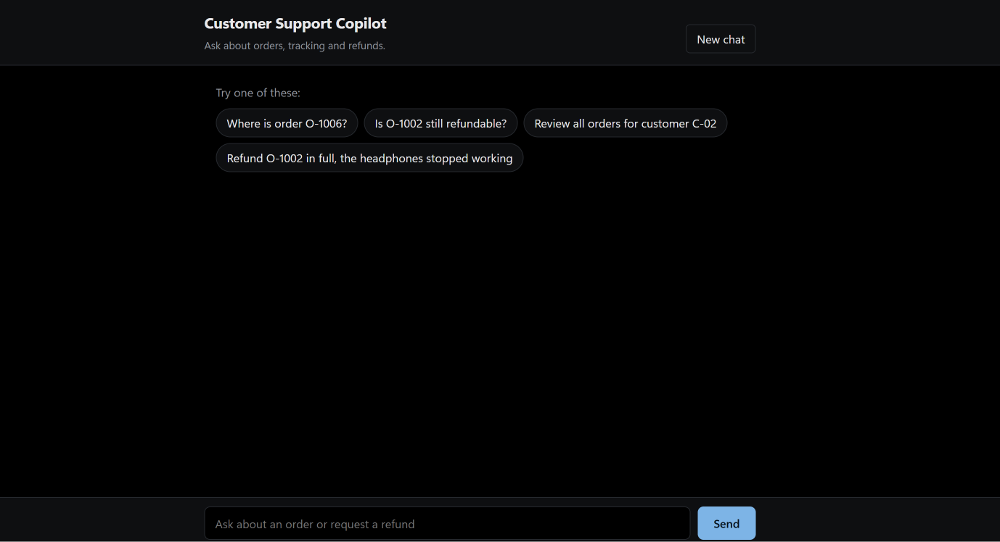 Customer Support Copilot
Ask about orders, tracking and refunds.
New chat
Try one of these:
Where is order O-1006?
Is O-1002 still refundable?
Review all orders for customer C-02
Refund O-1002 in full, the headphones stopped working
Ask about an order or request a refund
Send